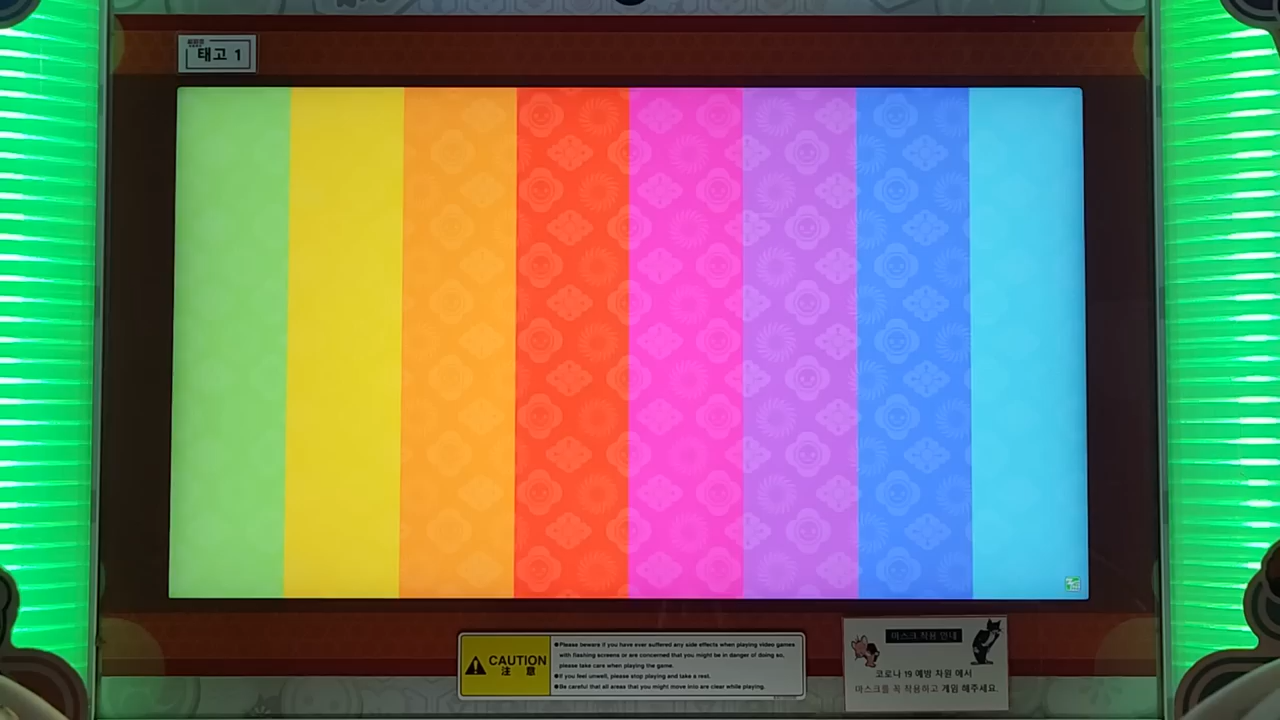 태고 1
CAUTION
注 意
●Please beware if you have ever suffered any side effects when playing video games
with flashing screens or are concerned that you might be in danger of doing so,
please take care when playing the game.
●If you feel unwell, please stop playing and take a rest.
●Be careful that all areas that you might move into are clear while playing.
마스크 착용 안내
코로나 19 예방 차원 에서
마스크를 꼭 착용하고 게임 해주세요.